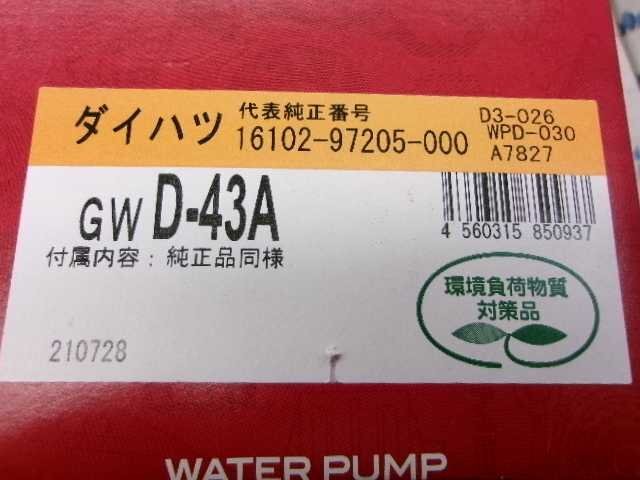 ダイハツ
代表純正番号
16102-97205-000
D3-026
WPD-030
A7827
GW D-43A
付属内容：純正品同様
4 560315 850937
環境負荷物質
対策品
210728
WATER PUMP